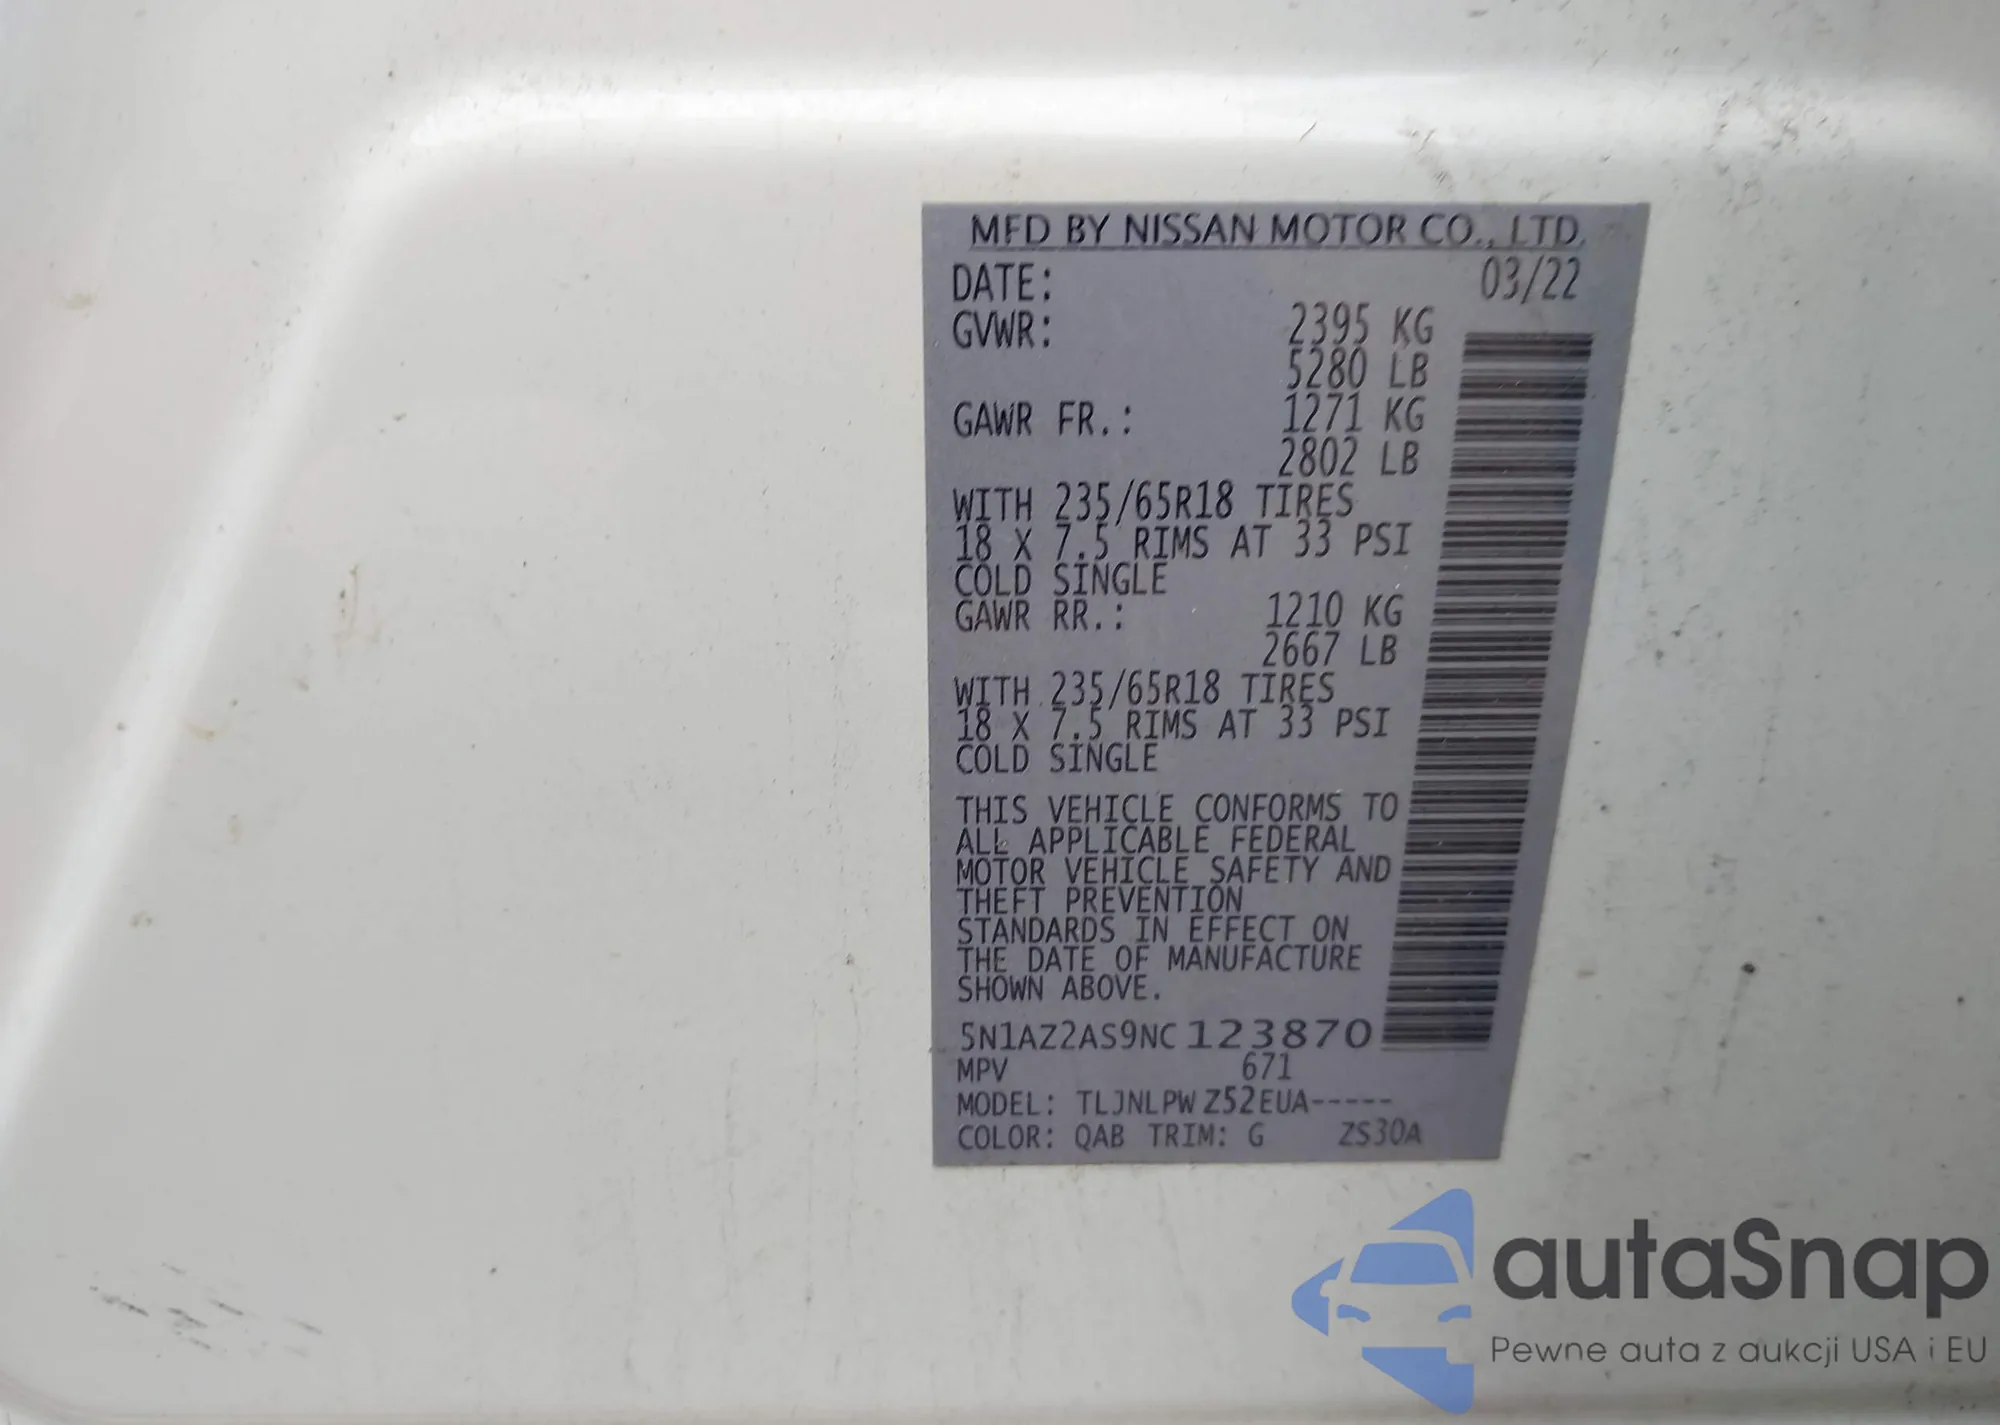 MFD BY NISSAN MOTOR CO., LTD.
DATE: 03/22
GVWR: 2395 KG
5280 LB
GAWR FR.: 1271 KG
2802 LB
WITH 235/65R18 TIRES
18 X 7.5 RIMS AT 33 PSI
COLD SINGLE
GAWR RR.: 1210 KG
2667 LB
WITH 235/65R18 TIRES
18 X 7.5 RIMS AT 33 PSI
COLD SINGLE
THIS VEHICLE CONFORMS TO
ALL APPLICABLE FEDERAL
MOTOR VEHICLE SAFETY AND
THEFT PREVENTION
STANDARDS IN EFFECT ON
THE DATE OF MANUFACTURE
SHOWN ABOVE.
5N1AZ2AS9NC123870
MPV 671
MODEL: TLJNLPW Z52EUA-----
COLOR: QAB TRIM: G ZS30A
autaSnap
Pewne auta z aukcji USA i EU